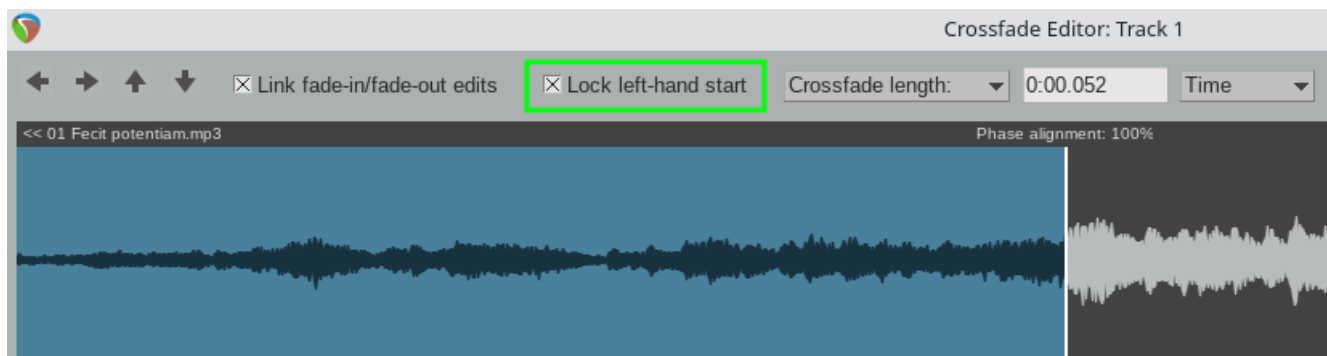 Crossfade Editor: Track 1
Link fade-in/fade-out edits Lock left-hand start Crossfade length: 0:00.052 Time
<< 01 Fecit potentiam.mp3 Phase alignment: 100%